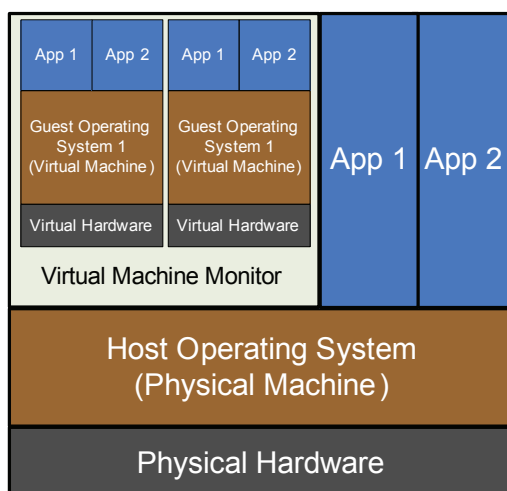 App 1
App 2
App 1
App 2
Guest Operating
System 1
(Virtual Machine)
Guest Operating
System 1
(Virtual Machine)
Virtual Hardware
Virtual Hardware
Virtual Machine Monitor
App 1
App 2
Host Operating System
(Physical Machine)
Physical Hardware